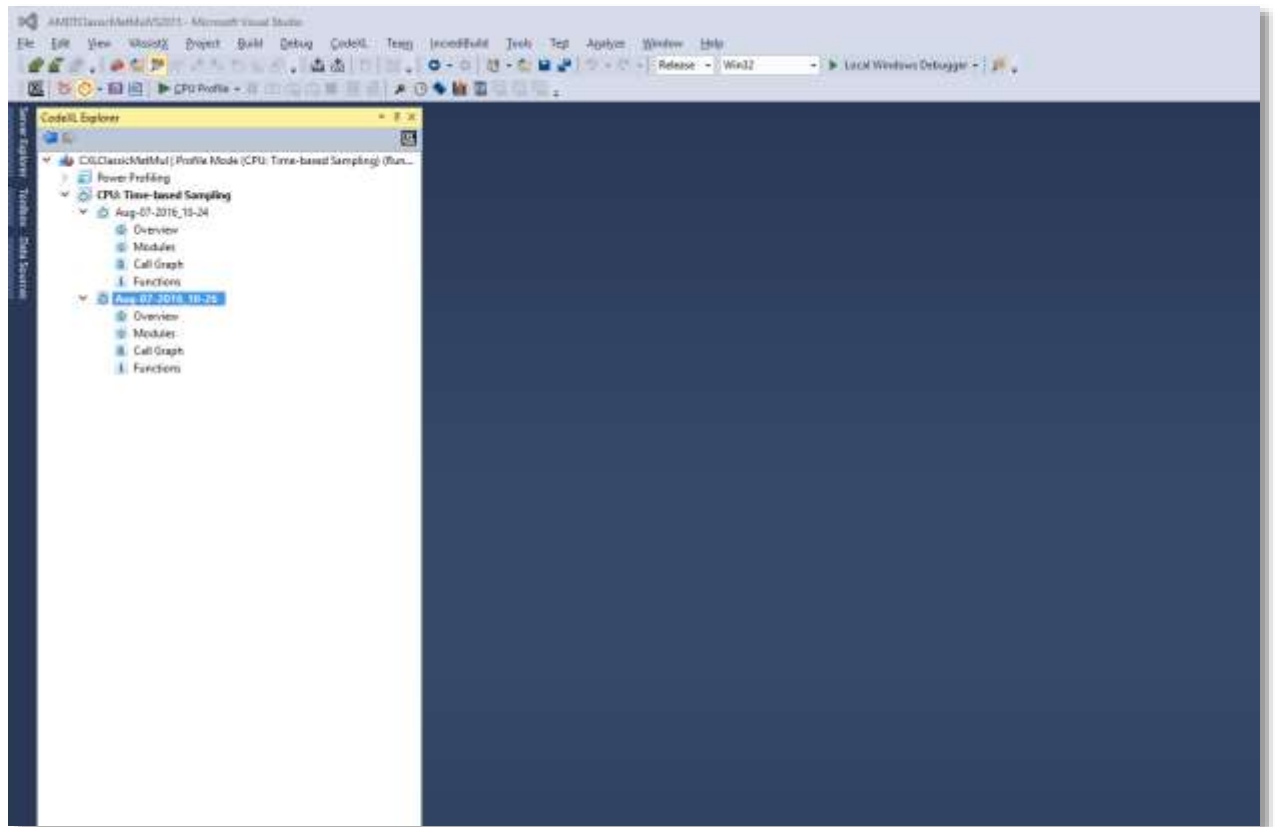 AMDTClassicMatMulVS2015 - Microsoft Visual Studio
File Edit View VAssistX Project Build Debug CodeXL Team IncrediBuild Tools Test Analyze Window Help
Release Win32 Local Windows Debugger
CPU Profile
Server Explorer
Toolbox
Data Sources
CodeXL Explorer
CXLClassicMatMul | Profile Mode (CPU: Time-based Sampling) (Run...
Power Profiling
CPU: Time-based Sampling
Aug-07-2016_10-24
Overview
Modules
Call Graph
Functions
Aug-07-2016_10-26
Overview
Modules
Call Graph
Functions